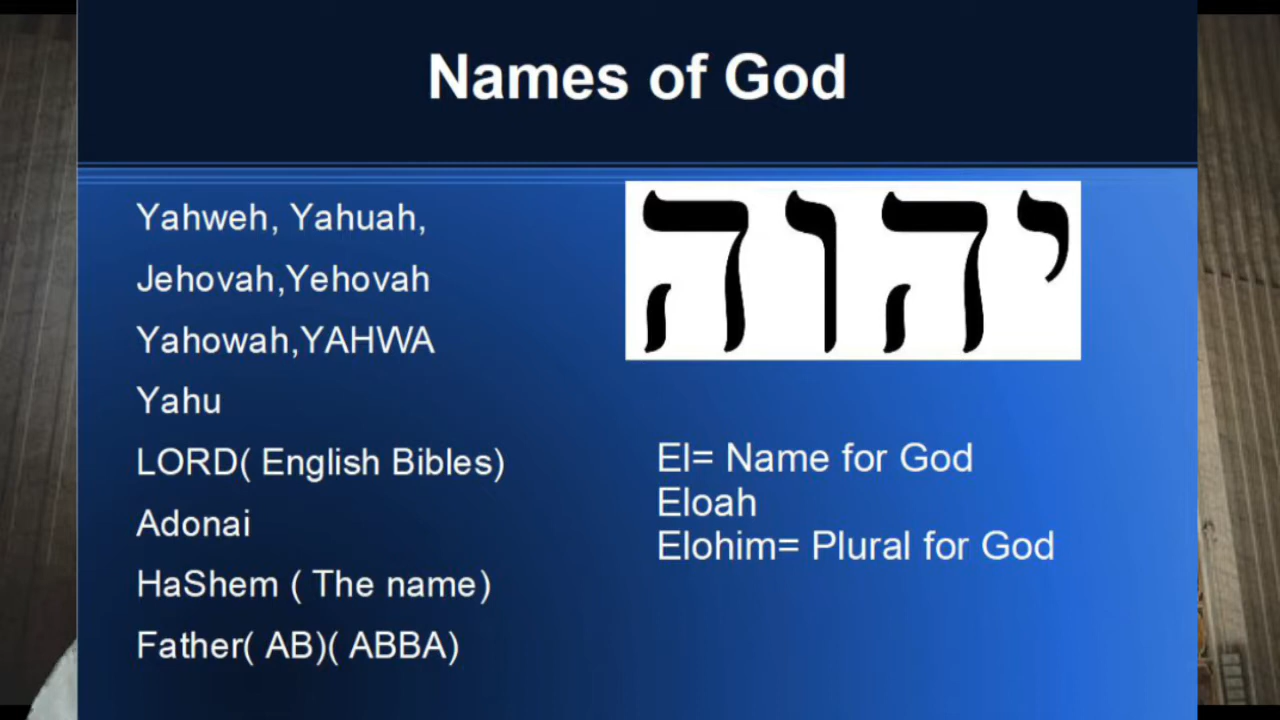 Names of God
Yahweh, Yahuah,
Jehovah,Yehovah
Yahowah,YAHWA
Yahu
LORD( English Bibles)
Adonai
HaShem ( The name)
Father( AB)( ABBA)
יהוה
El= Name for God
Eloah
Elohim= Plural for God